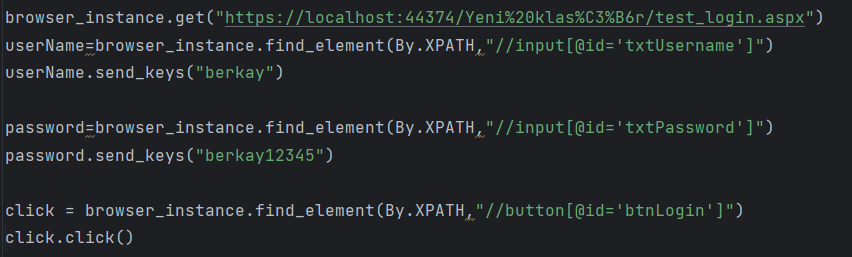 browser_instance.get("https://localhost:44374/Yeni%20klas%C3%B6r/test_login.aspx")
userName=browser_instance.find_element(By.XPATH,"//input[@id='txtUsername']")
userName.send_keys("berkay")
password=browser_instance.find_element(By.XPATH,"//input[@id='txtPassword']")
password.send_keys("berkay12345")
click = browser_instance.find_element(By.XPATH,"//button[@id='btnLogin']")
click.click()